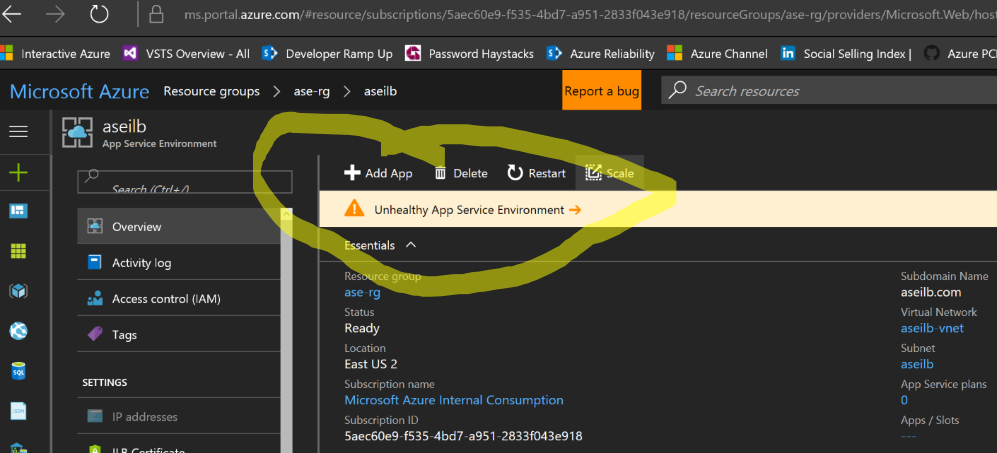 ms.portal.azure.com/#resource/subscriptions/5aec60e9-f535-4bd7-a951-2833f043e918/resourceGroups/ase-rg/providers/Microsoft.Web/host
Interactive Azure VSTS Overview - All Developer Ramp Up Password Haystacks Azure Reliability Azure Channel Social Selling Index | Azure PC
Microsoft Azure Resource groups > ase-rg > aseilb Report a bug Search resources
aseilb
App Service Environment
Search (Ctrl+/)
Add App Delete Restart Scale
Unhealthy App Service Environment →
Overview
Activity log
Access control (IAM)
Tags
SETTINGS
IP addresses
ILB Certificate
Essentials
Resource group
ase-rg
Status
Ready
Location
East US 2
Subscription name
Microsoft Azure Internal Consumption
Subscription ID
5aec60e9-f535-4bd7-a951-2833f043e918
Subdomain Name
aseilb.com
Virtual Network
aseilb-vnet
Subnet
aseilb
App Service plans
0
Apps / Slots
---
SQL